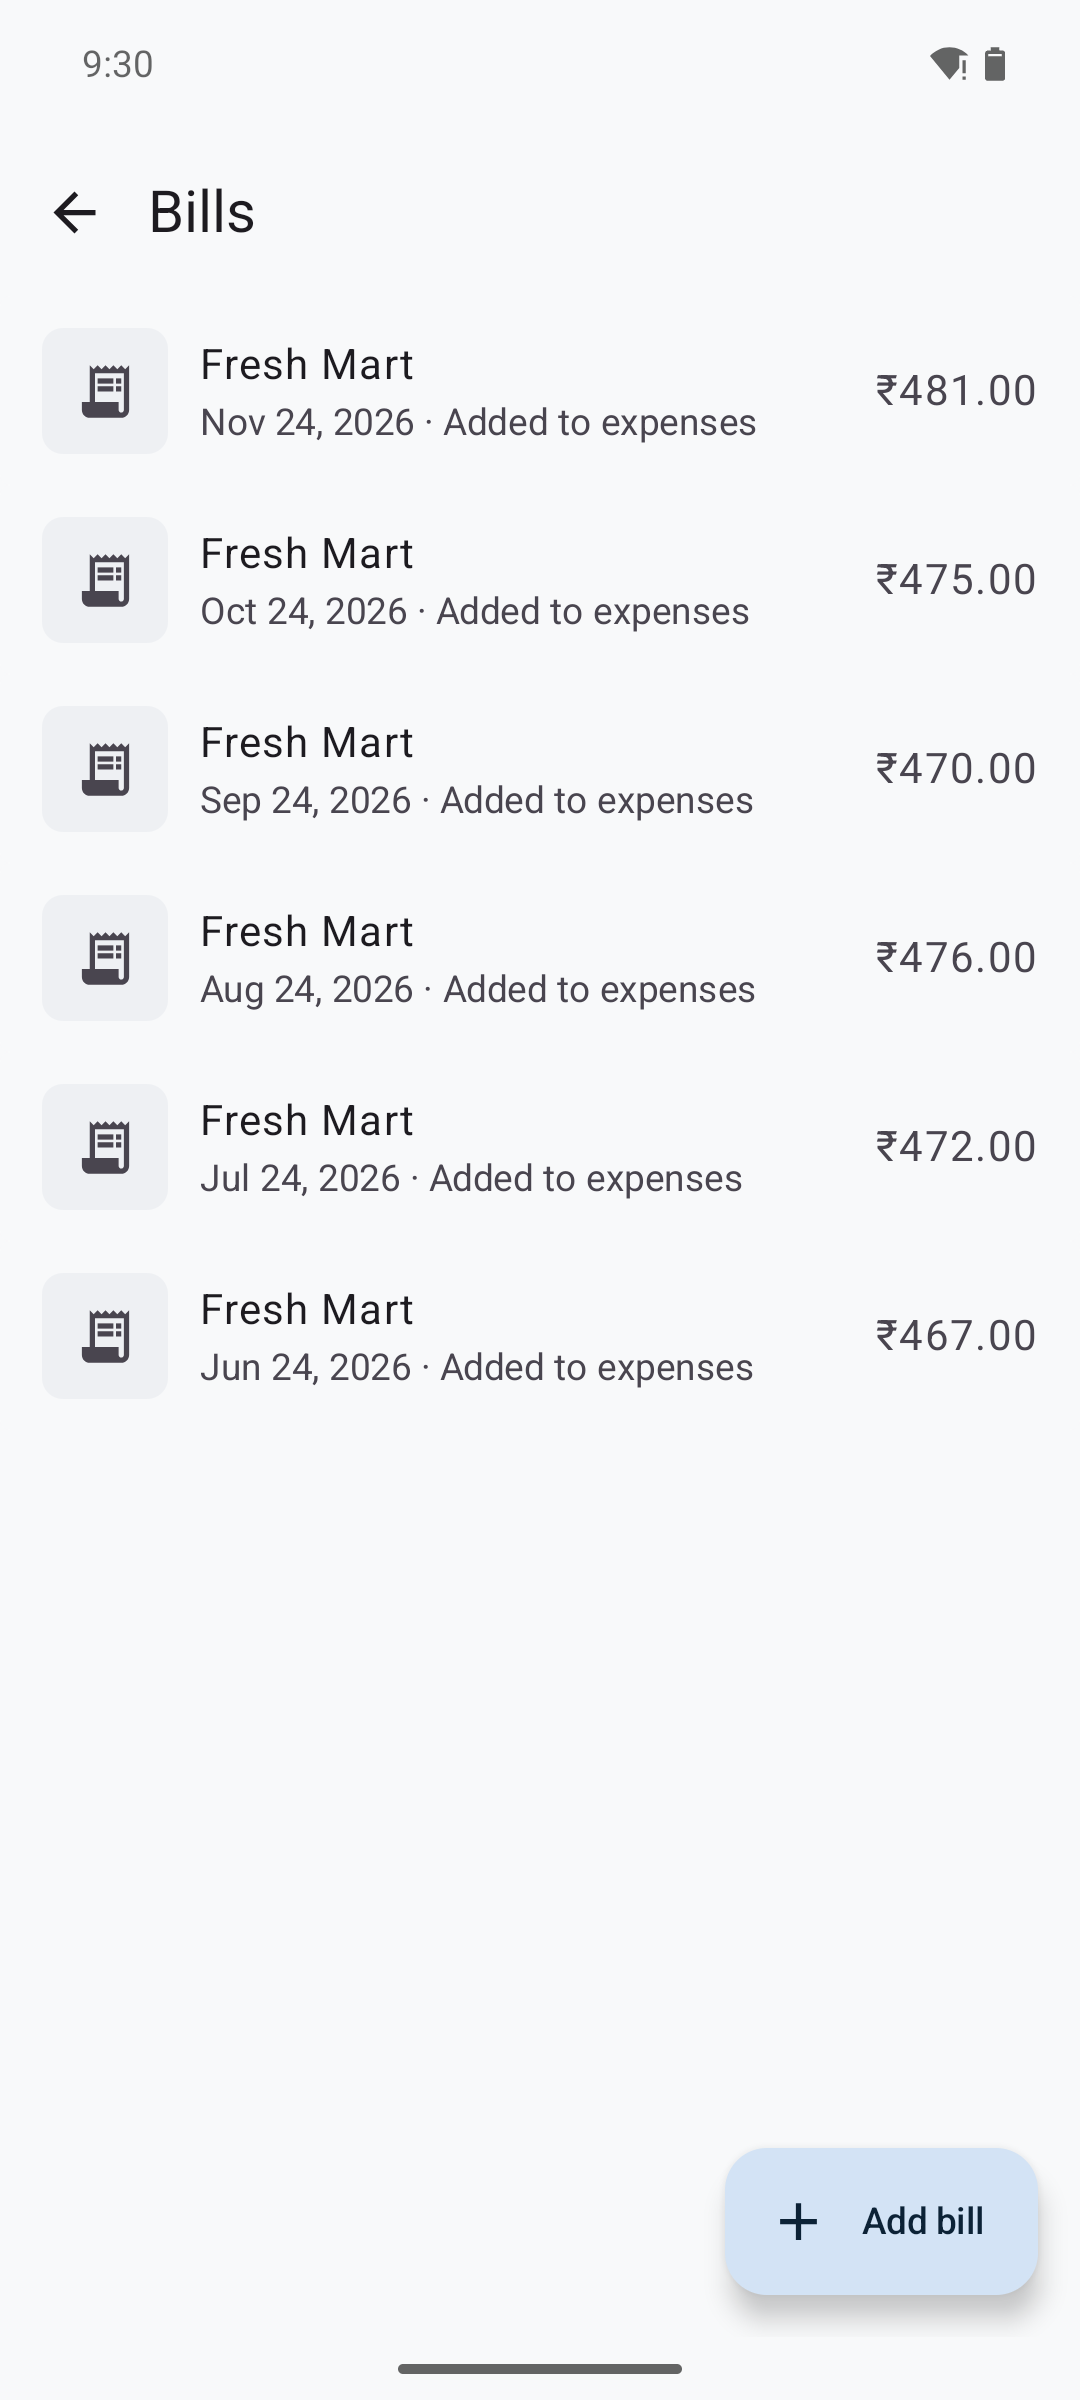 9:30
Bills
Fresh Mart
Nov 24, 2026 · Added to expenses
₹481.00
Fresh Mart
Oct 24, 2026 · Added to expenses
₹475.00
Fresh Mart
Sep 24, 2026 · Added to expenses
₹470.00
Fresh Mart
Aug 24, 2026 · Added to expenses
₹476.00
Fresh Mart
Jul 24, 2026 · Added to expenses
₹472.00
Fresh Mart
Jun 24, 2026 · Added to expenses
₹467.00
Add bill